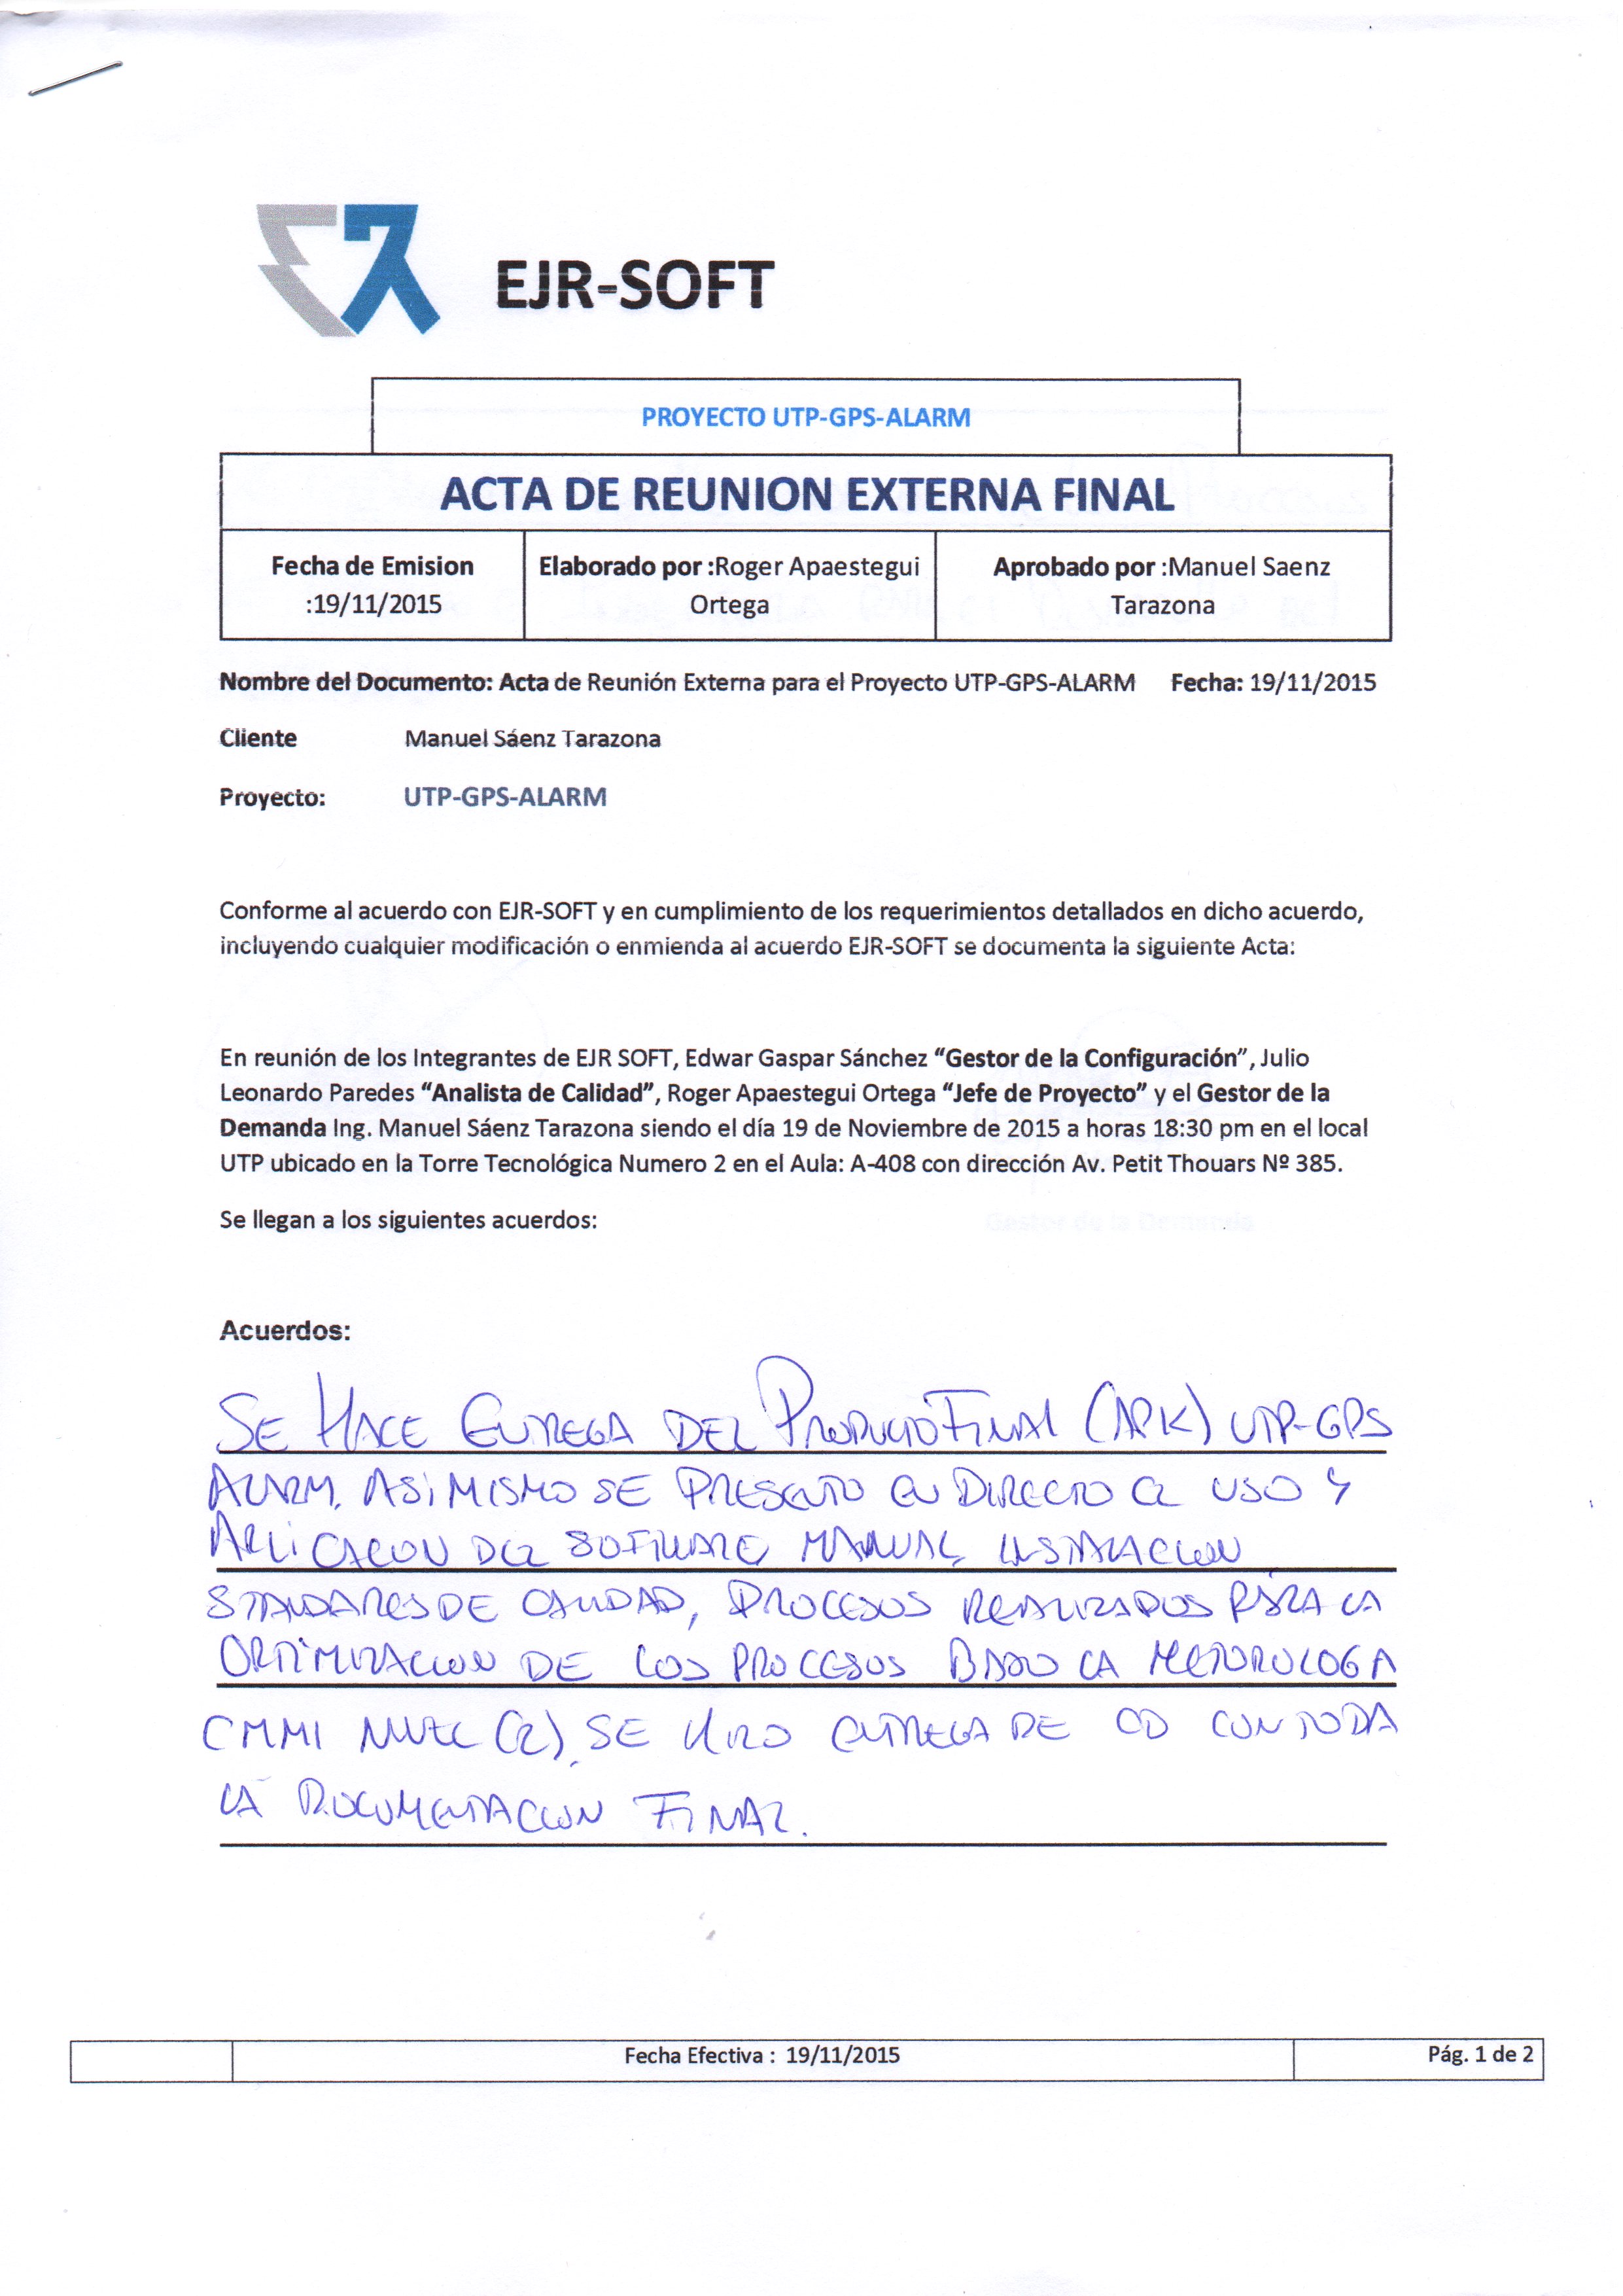 EJR-SOFT
PROYECTO UTP-GPS-ALARM
ACTA DE REUNION EXTERNA FINAL
Fecha de Emision
:19/11/2015
Elaborado por :Roger Apaestegui
Ortega
Aprobado por :Manuel Saenz
Tarazona
Nombre del Documento: Acta de Reunión Externa para el Proyecto UTP-GPS-ALARM Fecha: 19/11/2015
Cliente Manuel Sáenz Tarazona
Proyecto: UTP-GPS-ALARM
Conforme al acuerdo con EJR-SOFT y en cumplimiento de los requerimientos detallados en dicho acuerdo,
incluyendo cualquier modificación o enmienda al acuerdo EJR-SOFT se documenta la siguiente Acta:
En reunión de los Integrantes de EJR SOFT, Edwar Gaspar Sánchez “Gestor de la Configuración”, Julio
Leonardo Paredes “Analista de Calidad”, Roger Apaestegui Ortega “Jefe de Proyecto” y el Gestor de la
Demanda Ing. Manuel Sáenz Tarazona siendo el día 19 de Noviembre de 2015 a horas 18:30 pm en el local
UTP ubicado en la Torre Tecnológica Numero 2 en el Aula: A-408 con dirección Av. Petit Thouars Nº 385.
Se llegan a los siguientes acuerdos:
Acuerdos:
SE HACE ENTREGA DEL PRODUCTO FINAL (APK) UTP-GPS
ALARM. ASiMISMO SE PRESENTO EN DIRECTO EL USO Y
APLiCACION DEL SOFTWARE, MANUAL, INSTALACION
STANDARES DE CALIDAD, PROCESOS REALIZADOS PARA LA
OPTIMIZACION DE LOS PROCESOS BAJO LA METODOLOGA
CMMI NIVEL (2). SE HIZO ENTREGA DE CD CON TODA
LA DOCUMENTACION FINAL.
Fecha Efectiva : 19/11/2015
Pág. 1 de 2